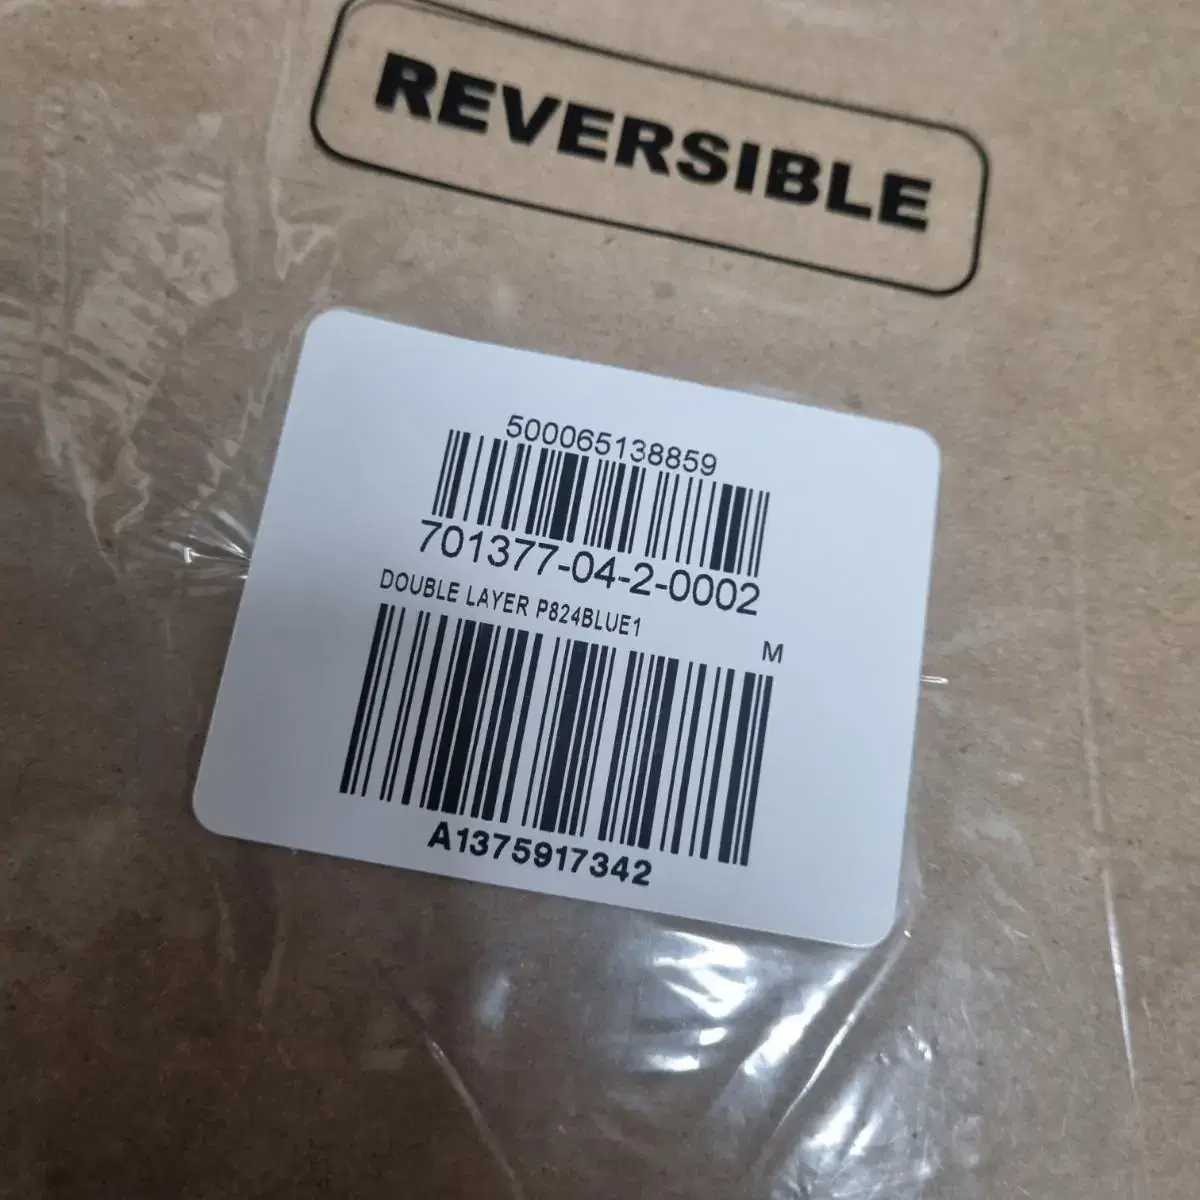 REVERSIBLE
500065138859
701377-04-2-0002
DOUBLE LAYER P824BLUE1
M
A1375917342